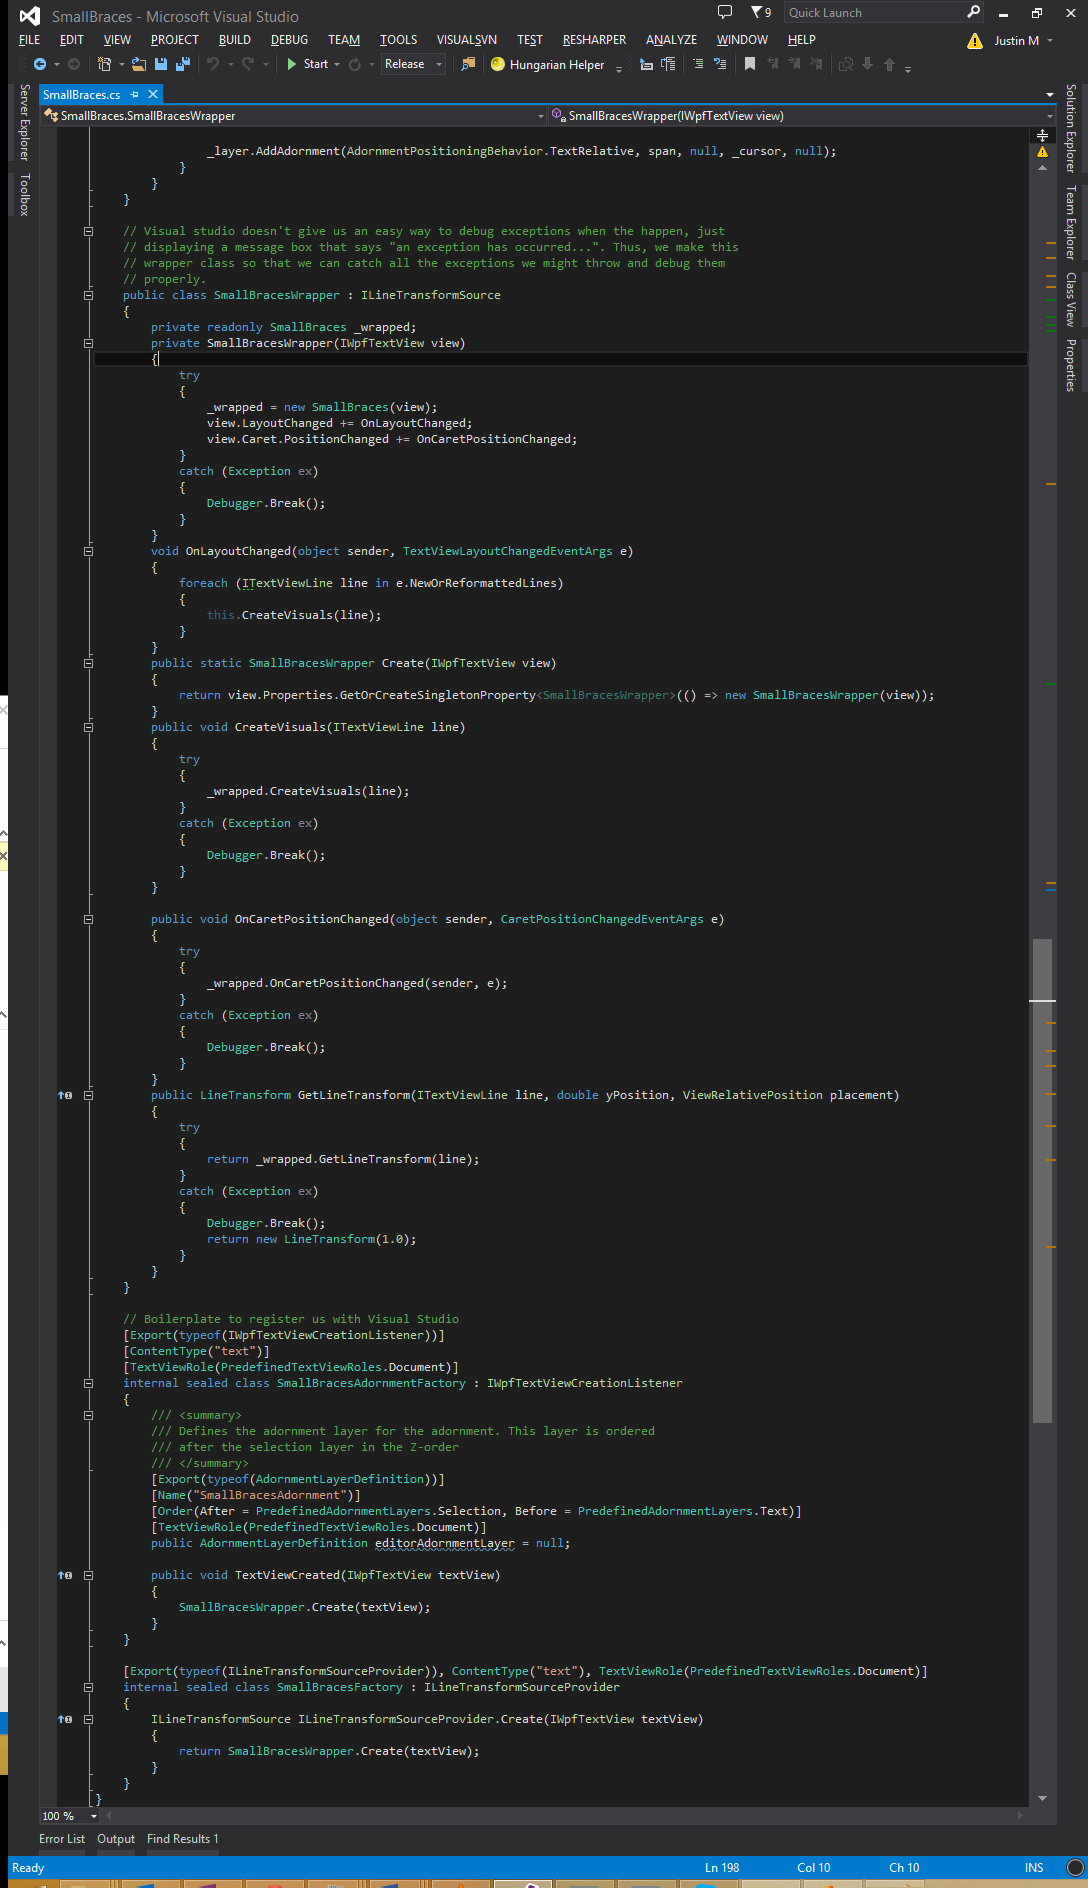 SmallBraces - Microsoft Visual Studio
9
Quick Launch
FILE EDIT VIEW PROJECT BUILD DEBUG TEAM TOOLS VISUALSVN TEST RESHARPER ANALYZE WINDOW HELP
Justin M
Start
Release
Hungarian Helper
Server Explorer
Toolbox
SmallBraces.cs
SmallBraces.SmallBracesWrapper
SmallBracesWrapper(IWpfTextView view)
_layer.AddAdornment(AdornmentPositioningBehavior.TextRelative, span, null, _cursor, null);
}
}
}
// Visual studio doesn't give us an easy way to debug exceptions when the happen, just
// displaying a message box that says "an exception has occurred...". Thus, we make this
// wrapper class so that we can catch all the exceptions we might throw and debug them
// properly.
public class SmallBracesWrapper : ILineTransformSource
{
private readonly SmallBraces _wrapped;
private SmallBracesWrapper(IWpfTextView view)
{
try
{
_wrapped = new SmallBraces(view);
view.LayoutChanged += OnLayoutChanged;
view.Caret.PositionChanged += OnCaretPositionChanged;
}
catch (Exception ex)
{
Debugger.Break();
}
}
void OnLayoutChanged(object sender, TextViewLayoutChangedEventArgs e)
{
foreach (ITextViewLine line in e.NewOrReformattedLines)
{
this.CreateVisuals(line);
}
}
public static SmallBracesWrapper Create(IWpfTextView view)
{
return view.Properties.GetOrCreateSingletonProperty<SmallBracesWrapper>(() => new SmallBracesWrapper(view));
}
public void CreateVisuals(ITextViewLine line)
{
try
{
_wrapped.CreateVisuals(line);
}
catch (Exception ex)
{
Debugger.Break();
}
}
public void OnCaretPositionChanged(object sender, CaretPositionChangedEventArgs e)
{
try
{
_wrapped.OnCaretPositionChanged(sender, e);
}
catch (Exception ex)
{
Debugger.Break();
}
}
public LineTransform GetLineTransform(ITextViewLine line, double yPosition, ViewRelativePosition placement)
{
try
{
return _wrapped.GetLineTransform(line);
}
catch (Exception ex)
{
Debugger.Break();
return new LineTransform(1.0);
}
}
}
// Boilerplate to register us with Visual Studio
[Export(typeof(IWpfTextViewCreationListener))]
[ContentType("text")]
[TextViewRole(PredefinedTextViewRoles.Document)]
internal sealed class SmallBracesAdornmentFactory : IWpfTextViewCreationListener
{
/// <summary>
/// Defines the adornment layer for the adornment. This layer is ordered
/// after the selection layer in the Z-order
/// </summary>
[Export(typeof(AdornmentLayerDefinition))]
[Name("SmallBracesAdornment")]
[Order(After = PredefinedAdornmentLayers.Selection, Before = PredefinedAdornmentLayers.Text)]
[TextViewRole(PredefinedTextViewRoles.Document)]
public AdornmentLayerDefinition editorAdornmentLayer = null;
public void TextViewCreated(IWpfTextView textView)
{
SmallBracesWrapper.Create(textView);
}
}
[Export(typeof(ILineTransformSourceProvider)), ContentType("text"), TextViewRole(PredefinedTextViewRoles.Document)]
internal sealed class SmallBracesFactory : ILineTransformSourceProvider
{
ILineTransformSource ILineTransformSourceProvider.Create(IWpfTextView textView)
{
return SmallBracesWrapper.Create(textView);
}
}
}
Solution Explorer
Team Explorer
Class View
Properties
100 %
Error List Output Find Results 1
Ready Ln 198 Col 10 Ch 10 INS